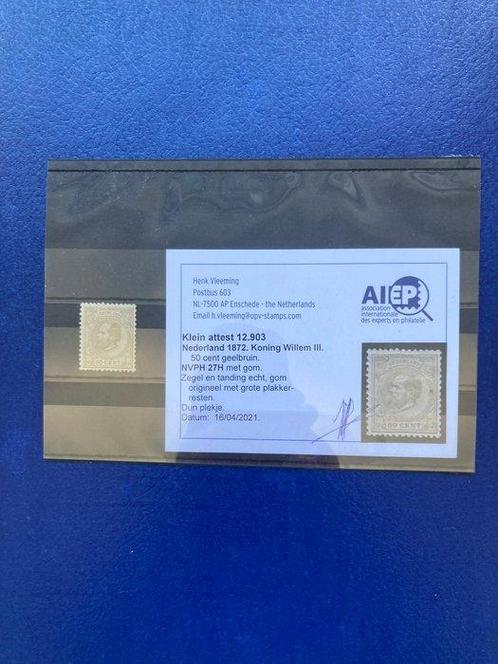 Henk Vleeming
Postbus 603
NL-7500 AP Enschede - the Netherlands
Email h.vleeming@opv-stamps.com
AIEP
association
internationale
des experts en philatélie
Klein attest 12.903
Nederland 1872. Koning Willem III.
50 cent geelbruin.
NVPH 27H met gom.
Zegel en tanding echt, gom
origineel met grote plakker-
resten.
Dun plekje.
Datum: 16/04/2021.
50 CENT
50 CENT